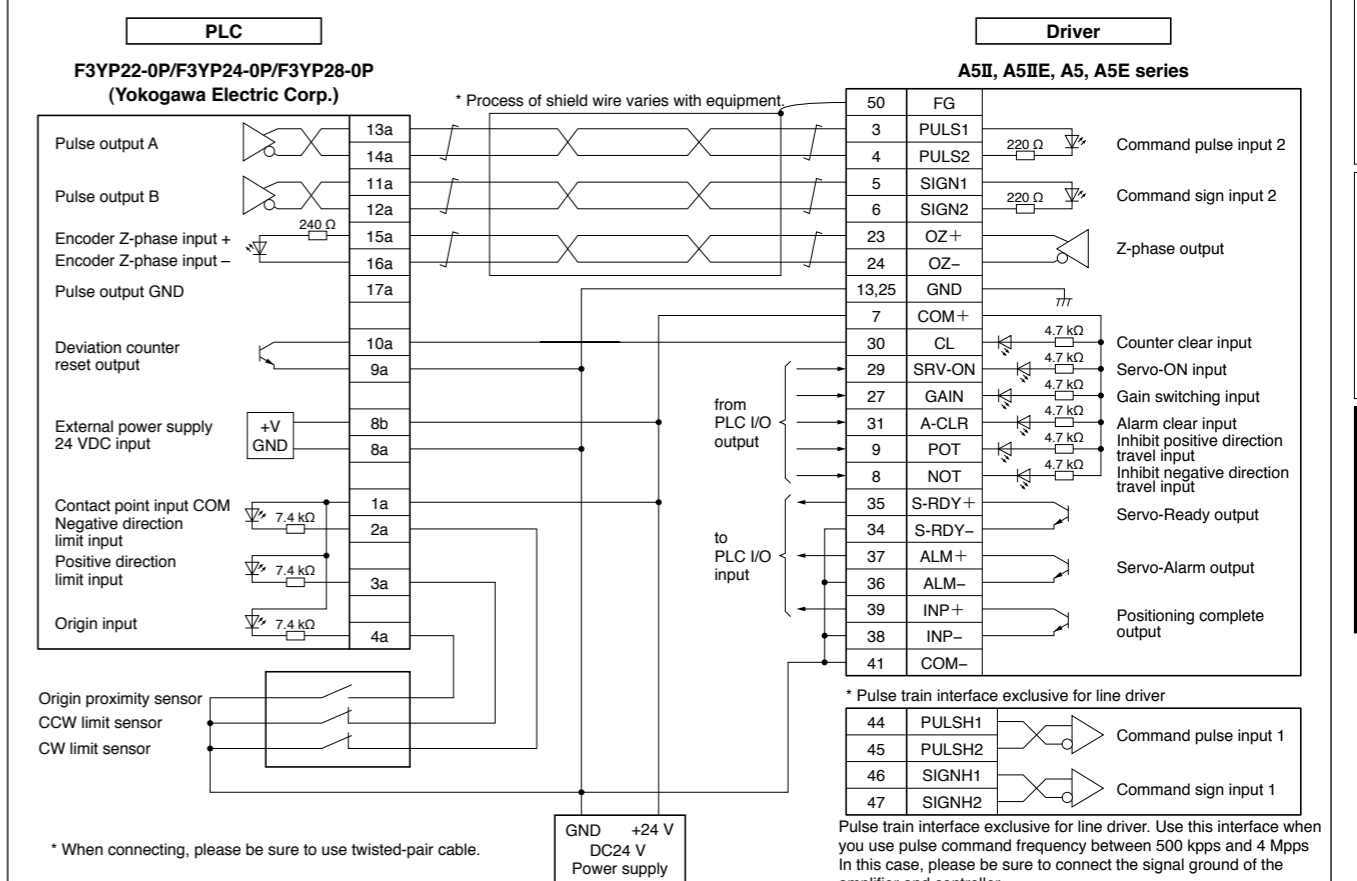 PLC
F3YP22-0P/F3YP24-0P/F3YP28-0P
(Yokogawa Electric Corp.)
Driver
A5II, A5IIE, A5, A5E series
* Process of shield wire varies with equipment.
Pulse output A
13a
14a
Pulse output B
11a
12a
240 Ω
Encoder Z-phase input +
15a
Encoder Z-phase input –
16a
Pulse output GND
17a
Deviation counter
reset output
10a
9a
External power supply
24 VDC input
+V
GND
8b
8a
Contact point input COM
1a
Negative direction
limit input
7.4 kΩ
2a
Positive direction
limit input
7.4 kΩ
3a
Origin input
7.4 kΩ
4a
Origin proximity sensor
CCW limit sensor
CW limit sensor
* When connecting, please be sure to use twisted-pair cable.
GND +24 V
DC24 V
Power supply
from
PLC I/O
output
to
PLC I/O
input
50 FG
3 PULS1
4 PULS2
220 Ω
Command pulse input 2
5 SIGN1
6 SIGN2
220 Ω
Command sign input 2
23 OZ+
24 OZ–
Z-phase output
13,25 GND
7 COM+
30 CL 4.7 kΩ Counter clear input
29 SRV-ON 4.7 kΩ Servo-ON input
27 GAIN 4.7 kΩ Gain switching input
31 A-CLR 4.7 kΩ Alarm clear input
9 POT 4.7 kΩ Inhibit positive direction
travel input
8 NOT 4.7 kΩ Inhibit negative direction
travel input
35 S-RDY+
34 S-RDY–
Servo-Ready output
37 ALM+
36 ALM–
Servo-Alarm output
39 INP+
38 INP–
Positioning complete
output
41 COM–
* Pulse train interface exclusive for line driver
44 PULSH1
45 PULSH2
Command pulse input 1
46 SIGNH1
47 SIGNH2
Command sign input 1
Pulse train interface exclusive for line driver. Use this interface when
you use pulse command frequency between 500 kpps and 4 Mpps
In this case, please be sure to connect the signal ground of the